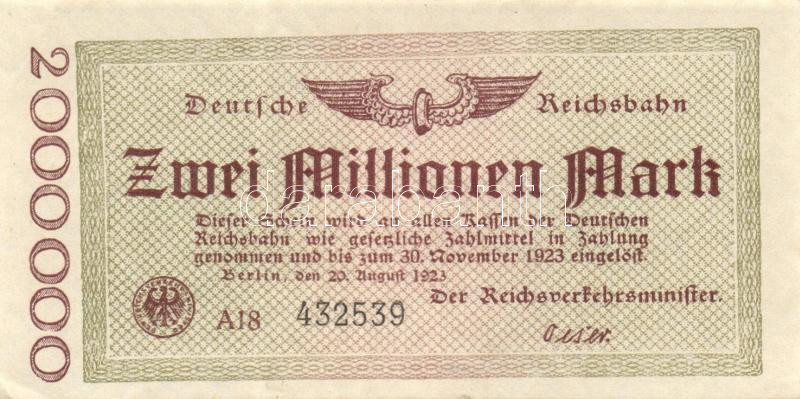 2000000
Deutsche Reichsbahn
Zwei Millionen Mark
Dieser Schein wird an allen Kassen der Deutschen
Reichsbahn wie gesetzliche Zahlmittel in Zahlung
genommen und bis zum 30. November 1923 eingelöst.
Berlin, den 20. August 1923
Der Reichsverkehrsminister.
A18 432539
Oeser.
darabanth